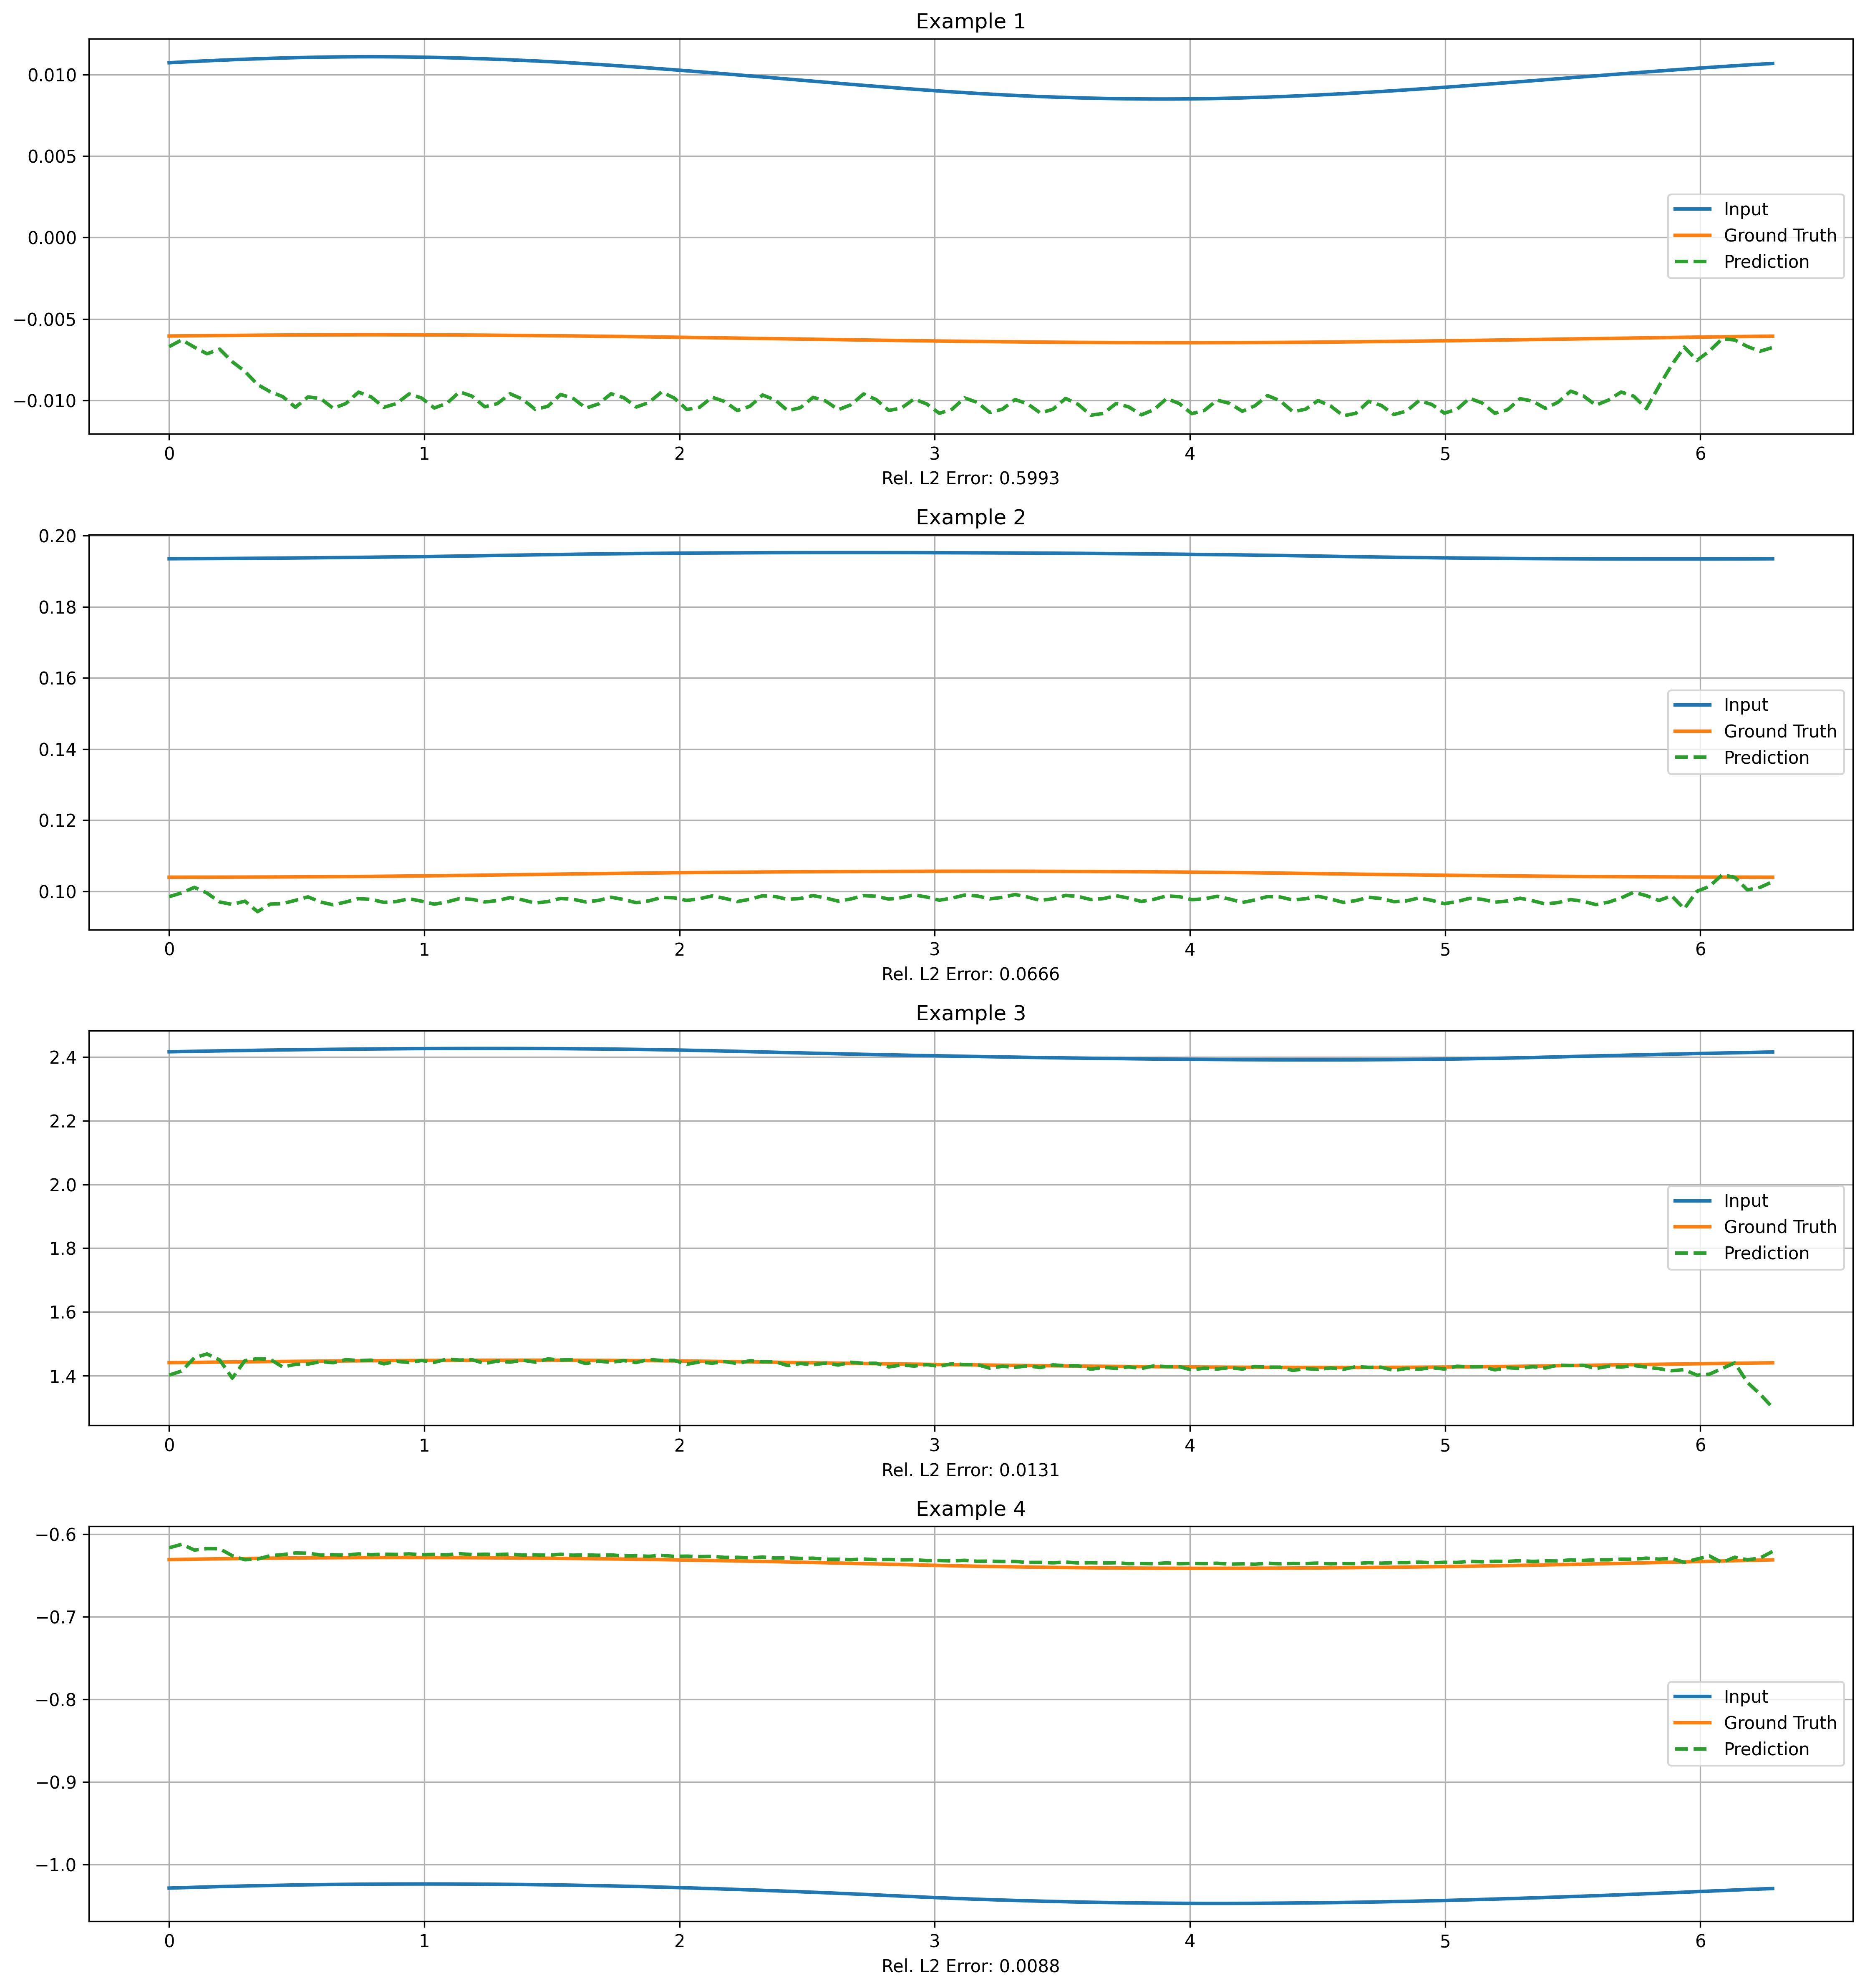 Example 1
0.010
0.005
0.000
−0.005
−0.010
Input
Ground Truth
Prediction
0 1 2 3 4 5 6
Rel. L2 Error: 0.5993
Example 2
0.20
0.18
0.16
0.14
0.12
0.10
Input
Ground Truth
Prediction
0 1 2 3 4 5 6
Rel. L2 Error: 0.0666
Example 3
2.4
2.2
2.0
1.8
1.6
1.4
Input
Ground Truth
Prediction
0 1 2 3 4 5 6
Rel. L2 Error: 0.0131
Example 4
−0.6
−0.7
−0.8
−0.9
−1.0
Input
Ground Truth
Prediction
0 1 2 3 4 5 6
Rel. L2 Error: 0.0088